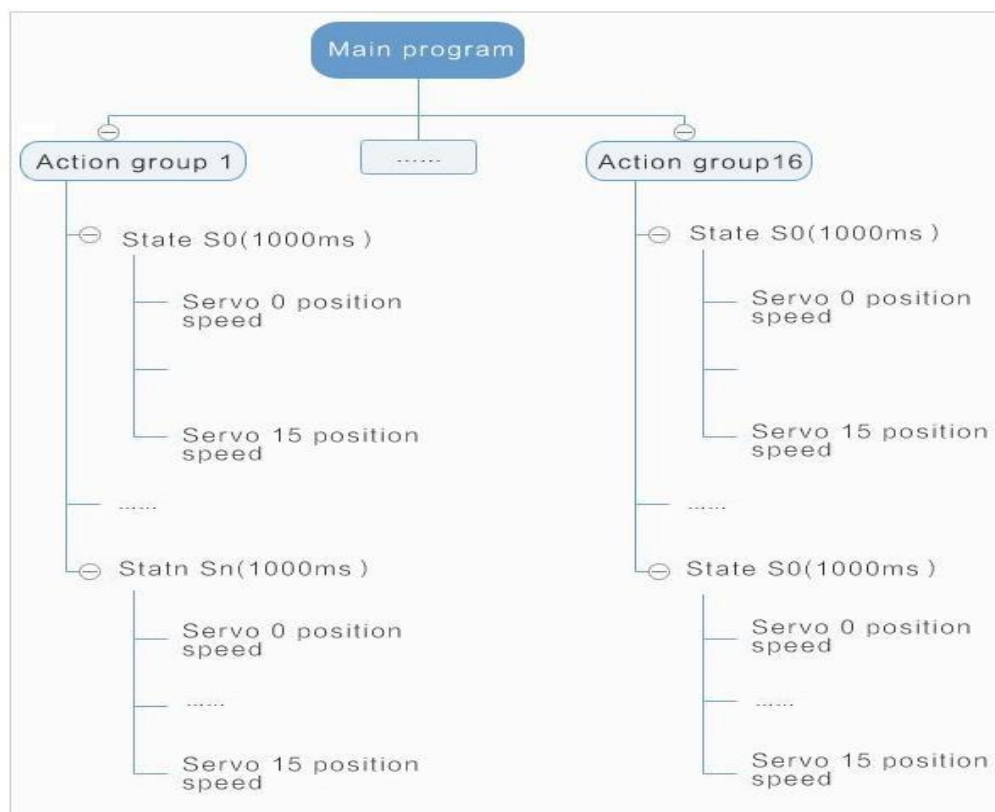 Main program
Action group 1
......
Action group16
State S0(1000ms)
Servo 0 position
speed
Servo 15 position
speed
......
Statn Sn(1000ms)
Servo 0 position
speed
......
Servo 15 position
speed
State S0(1000ms)
Servo 0 position
speed
Servo 15 position
speed
......
State S0(1000ms)
Servo 0 position
speed
......
Servo 15 position
speed